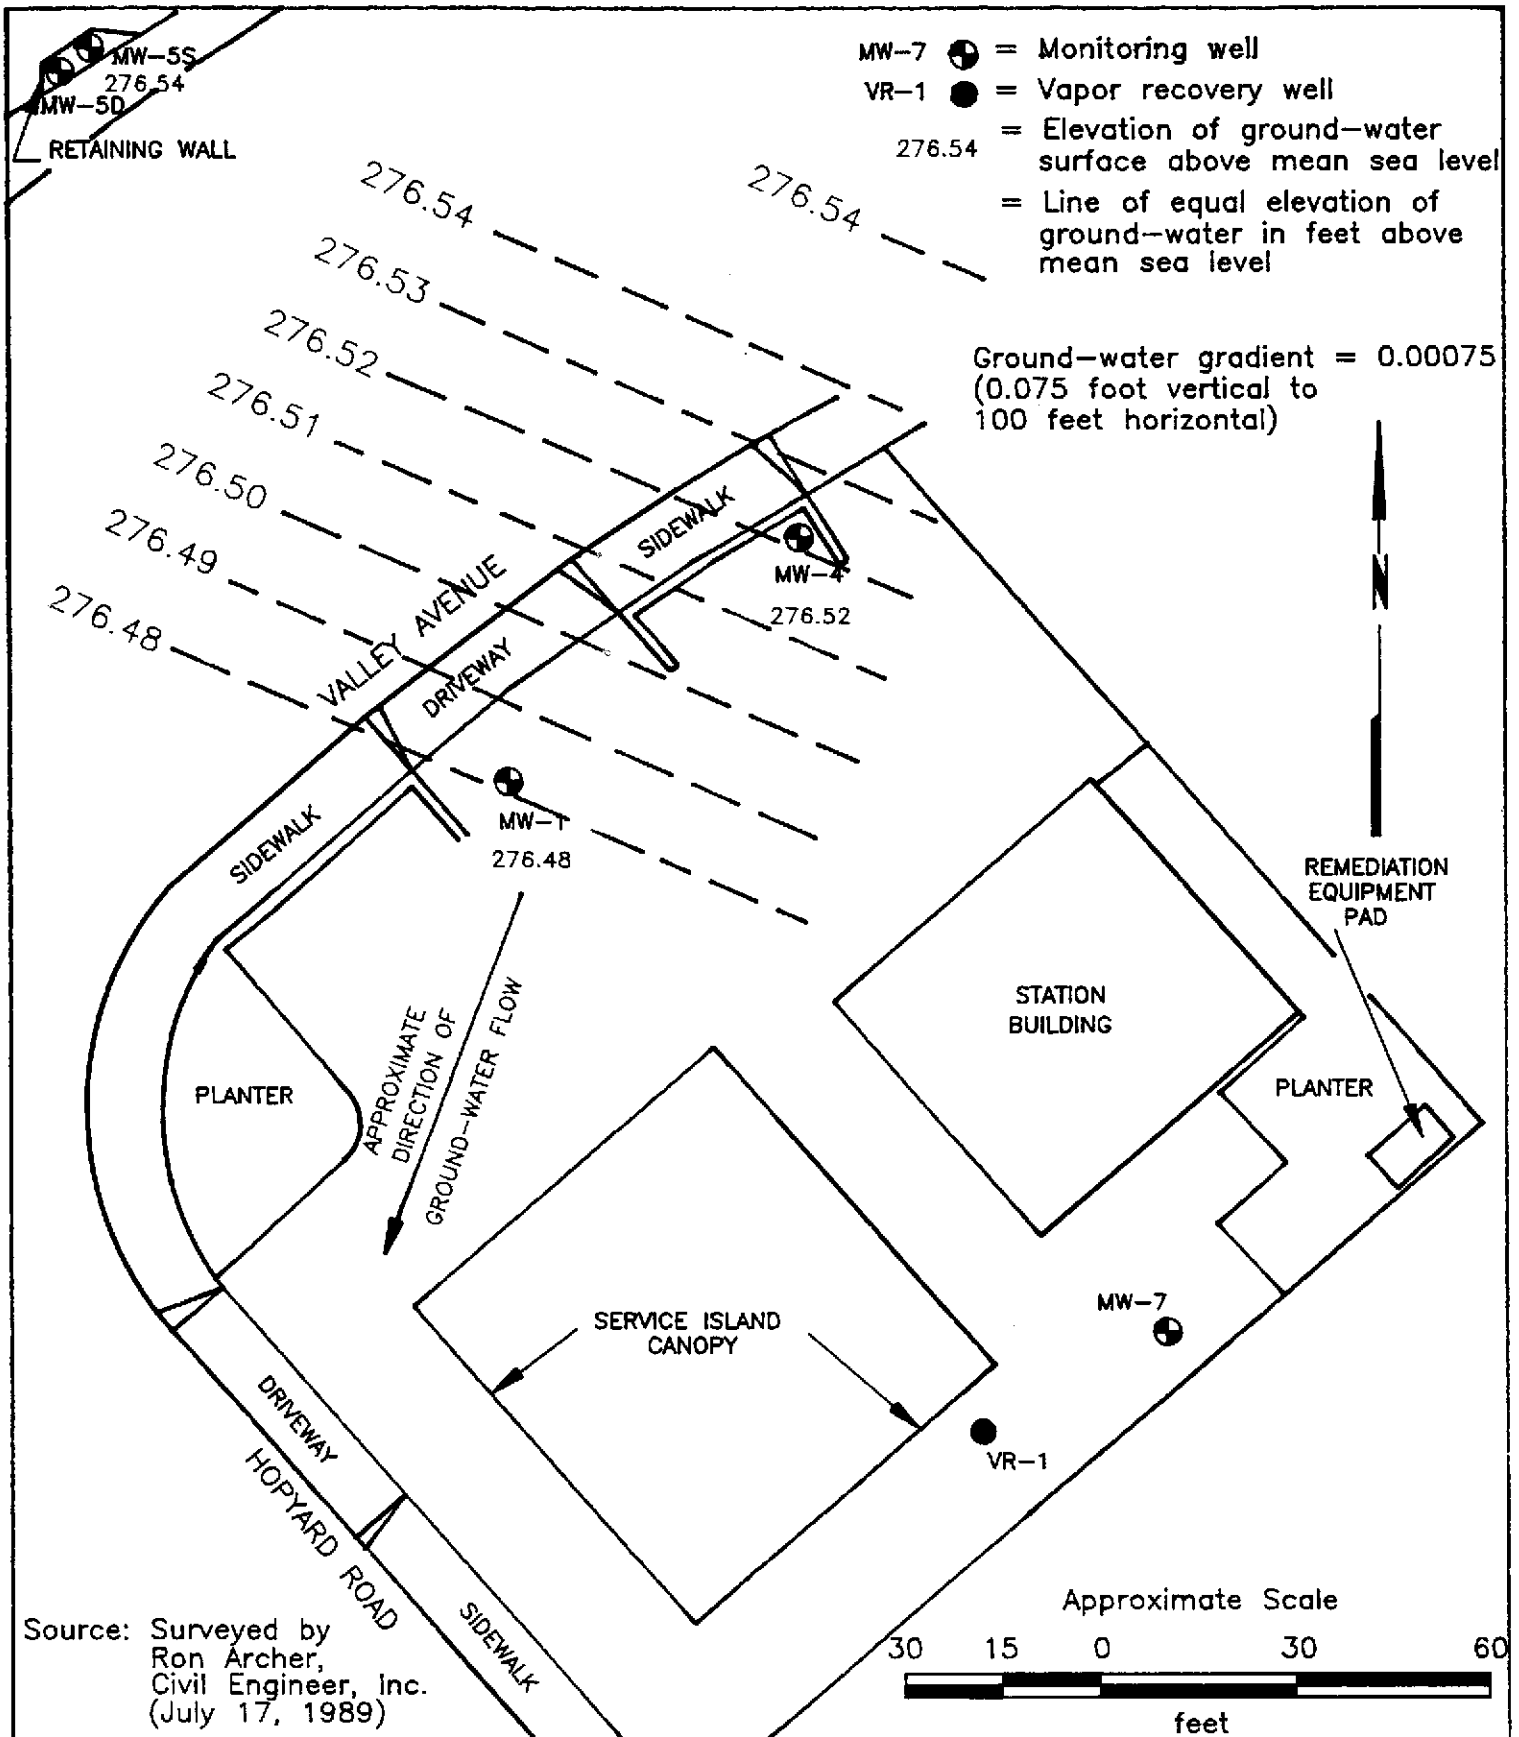 MW-5S
276.54
MW-5D
RETAINING WALL
MW-7 = Monitoring well
VR-1 = Vapor recovery well
276.54 = Elevation of ground-water
surface above mean sea level
276.54 = Line of equal elevation of
ground-water in feet above
mean sea level
Ground-water gradient = 0.00075
(0.075 foot vertical to
100 feet horizontal)
276.54
276.53
276.52
276.51
276.50
276.49
276.48
VALLEY AVENUE
SIDEWALK
DRIVEWAY
SIDEWALK
MW-4
276.52
MW-1
276.48
N
REMEDIATION
EQUIPMENT
PAD
STATION
BUILDING
PLANTER
PLANTER
APPROXIMATE
DIRECTION OF
GROUND-WATER FLOW
SERVICE ISLAND
CANOPY
MW-7
VR-1
DRIVEWAY
HOPYARD ROAD
SIDEWALK
Source: Surveyed by
Ron Archer,
Civil Engineer, Inc.
(July 17, 1989)
Approximate Scale
30 15 0 30 60
feet